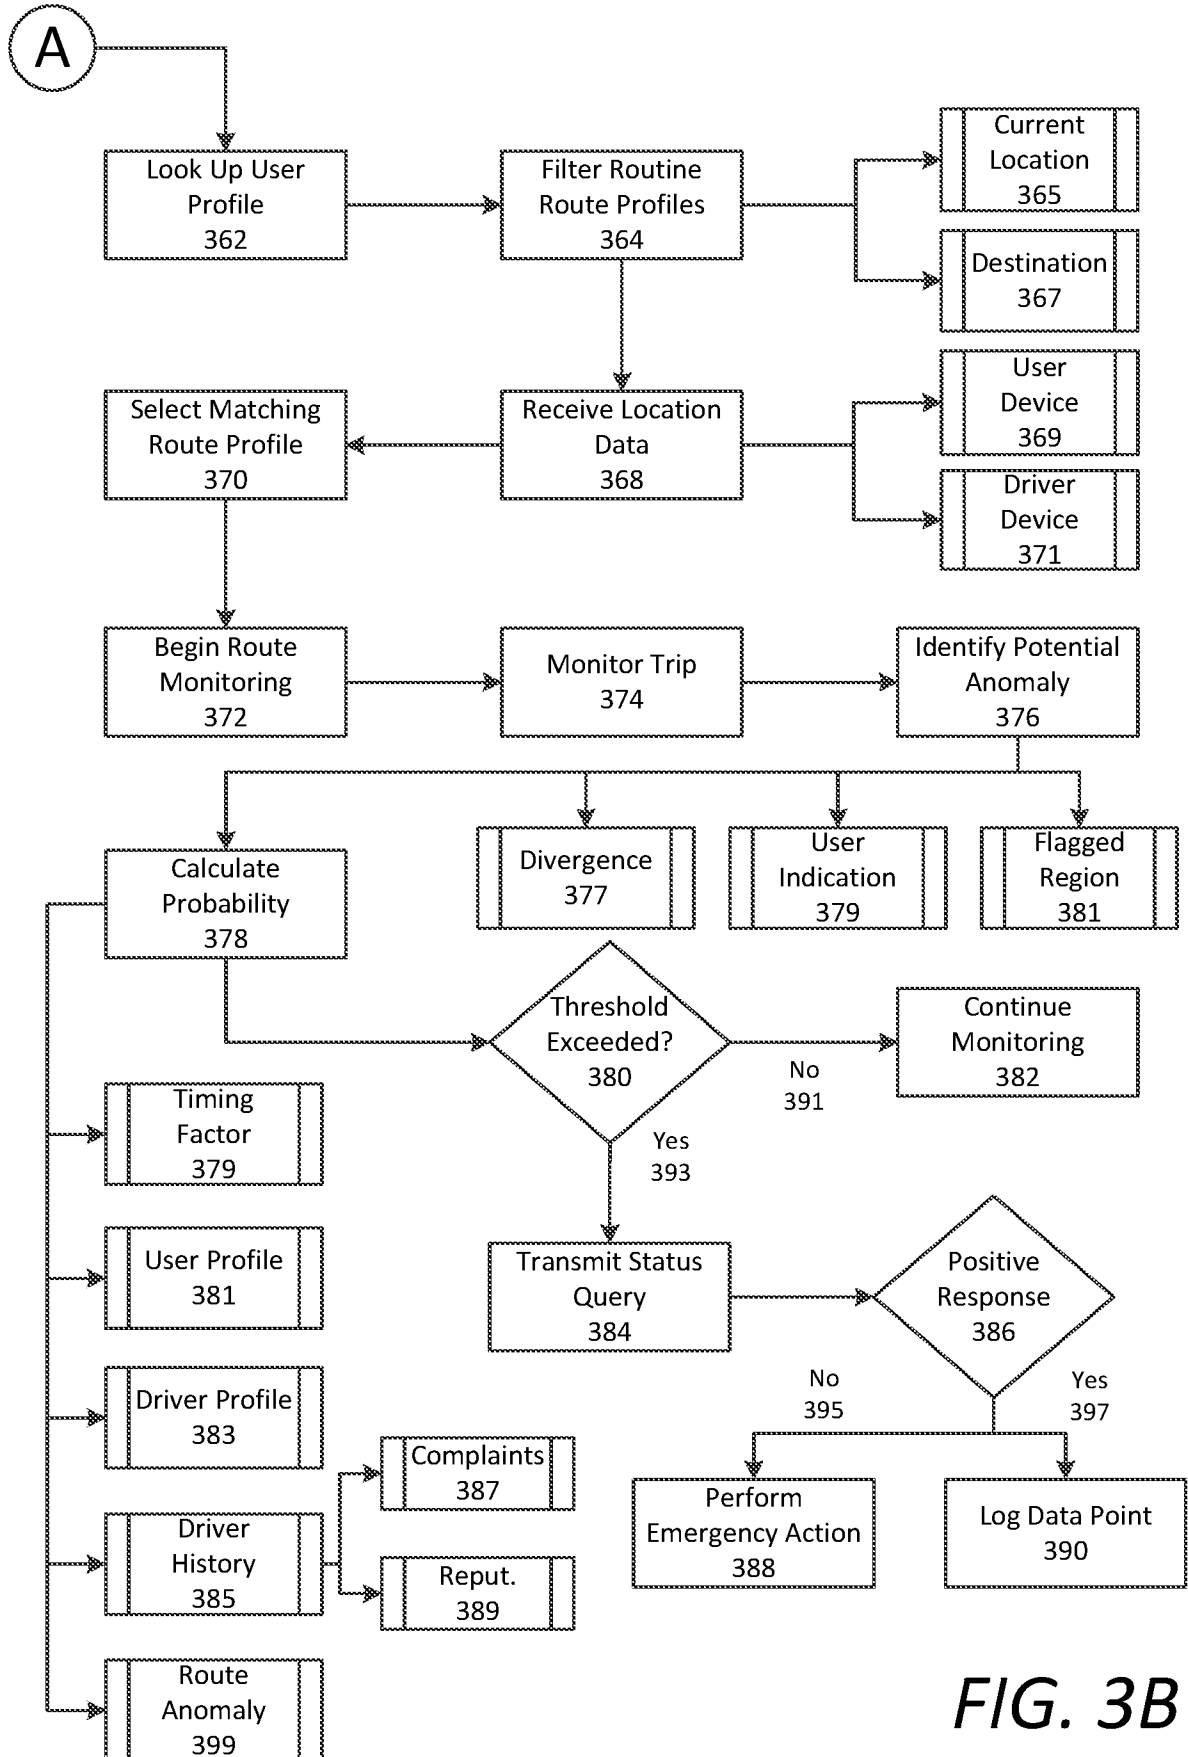 A
Look Up User
Profile
362
Filter Routine
Route Profiles
364
Current
Location
365
Destination
367
Select Matching
Route Profile
370
Receive Location
Data
368
User
Device
369
Driver
Device
371
Begin Route
Monitoring
372
Monitor Trip
374
Identify Potential
Anomaly
376
Calculate
Probability
378
Divergence
377
User
Indication
379
Flagged
Region
381
Threshold
Exceeded?
380
No
391
Continue
Monitoring
382
Yes
393
Timing
Factor
379
User Profile
381
Driver Profile
383
Driver
History
385
Complaints
387
Reput.
389
Route
Anomaly
399
Transmit Status
Query
384
Positive
Response
386
No
395
Yes
397
Perform
Emergency Action
388
Log Data Point
390
FIG. 3B